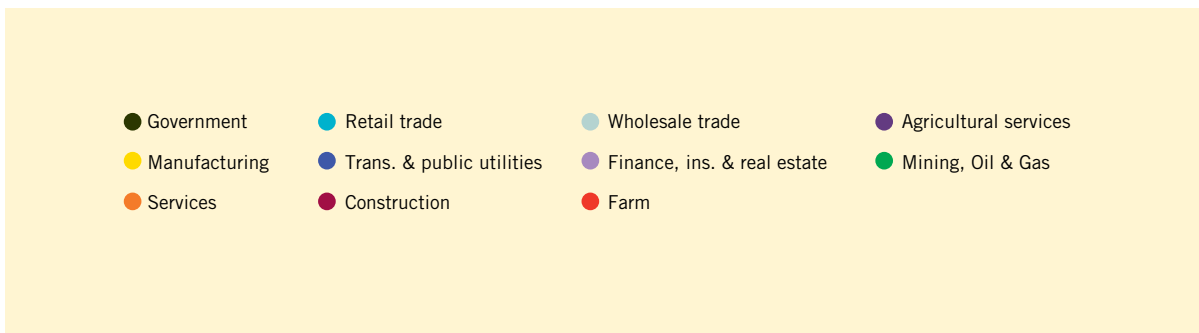 Government
Manufacturing
Services
Retail trade
Trans. & public utilities
Construction
Wholesale trade
Finance, ins. & real estate
Farm
Agricultural services
Mining, Oil & Gas